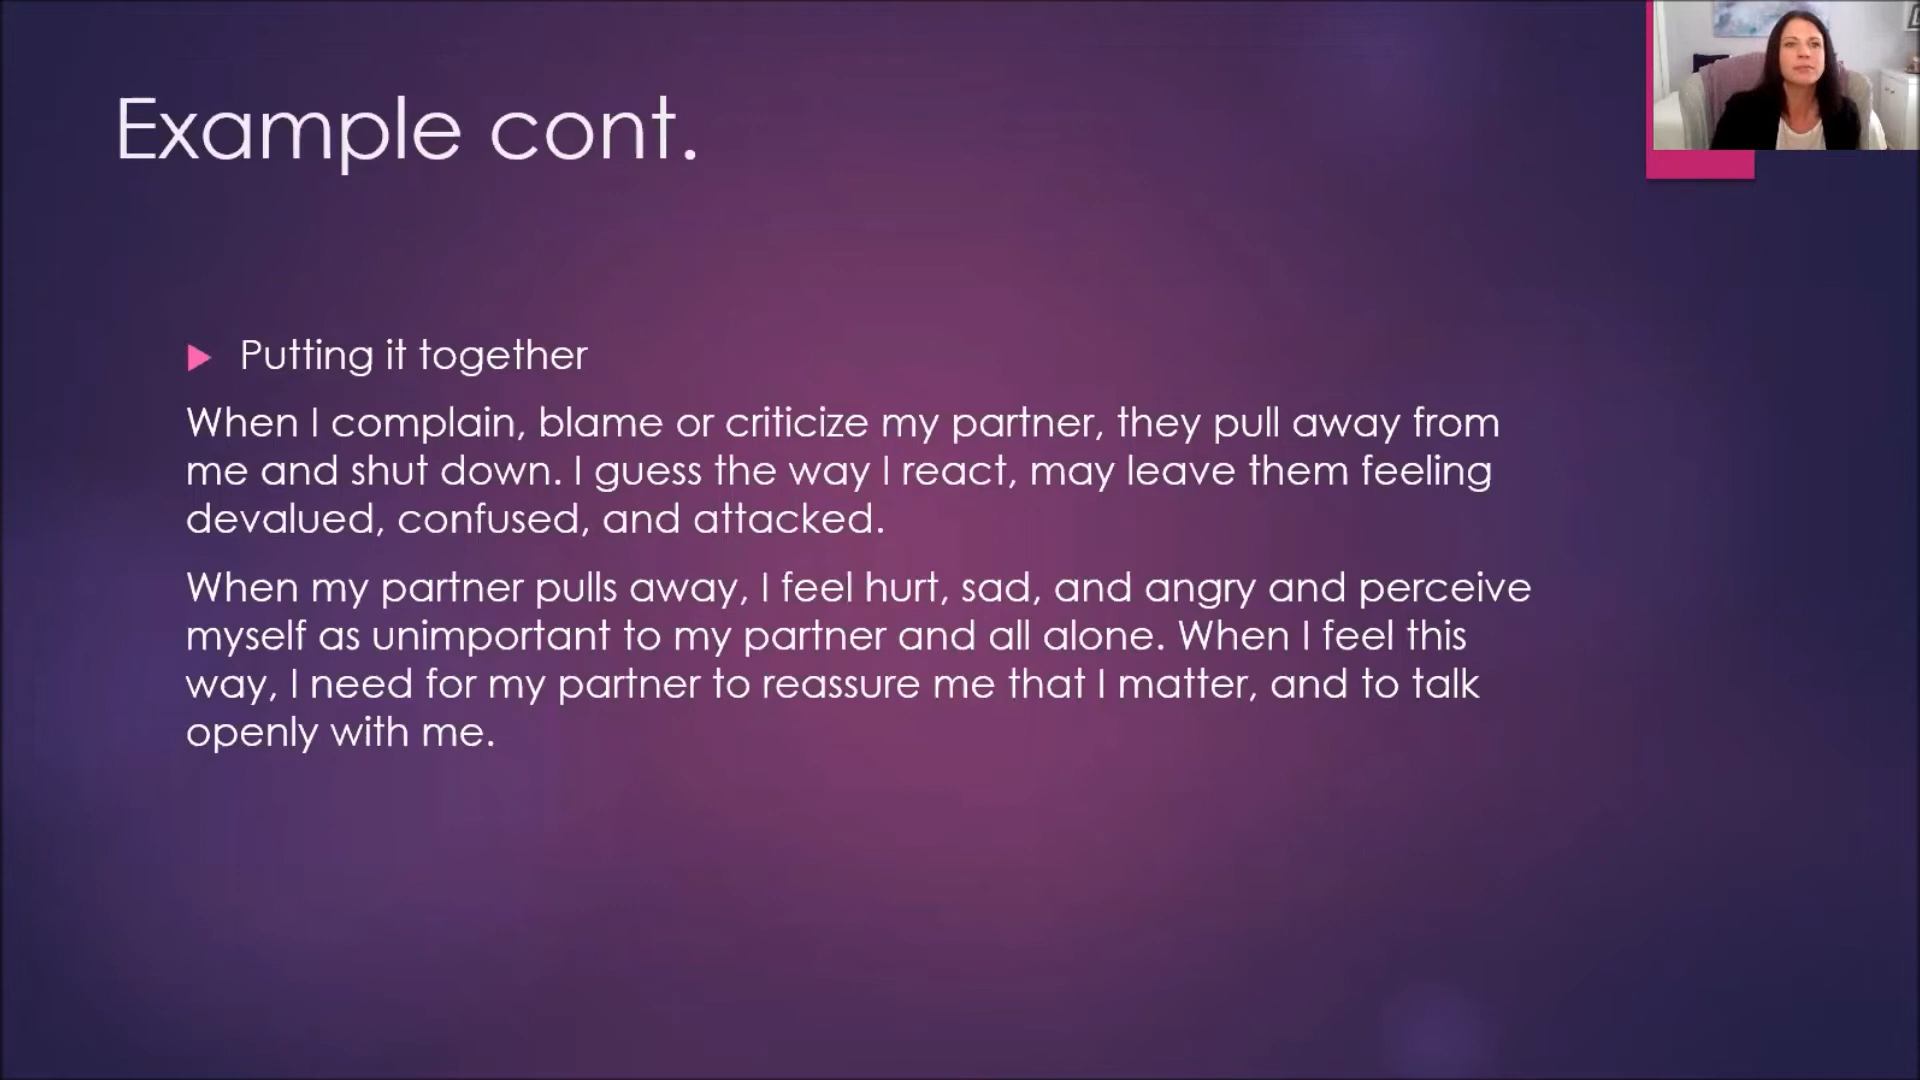 Example cont.
Putting it together
When I complain, blame or criticize my partner, they pull away from
me and shut down. I guess the way I react, may leave them feeling
devalued, confused, and attacked.
When my partner pulls away, I feel hurt, sad, and angry and perceive
myself as unimportant to my partner and all alone. When I feel this
way, I need for my partner to reassure me that I matter, and to talk
openly with me.